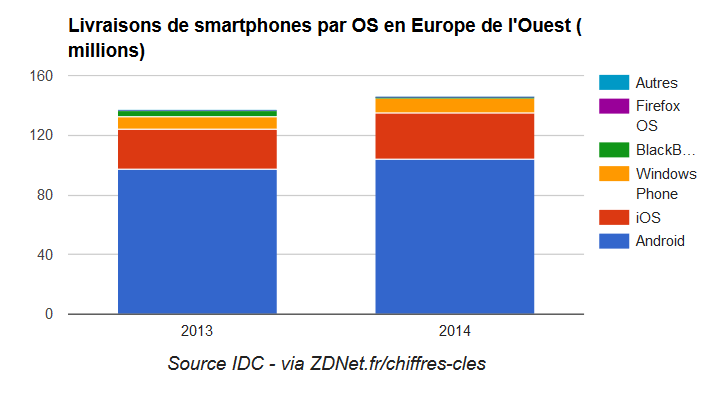 Livraisons de smartphones par OS en Europe de l'Ouest (
millions)
160
120
80
40
0
2013
2014
Autres
Firefox
OS
BlackB...
Windows
Phone
iOS
Android
Source IDC - via ZDNet.fr/chiffres-cles